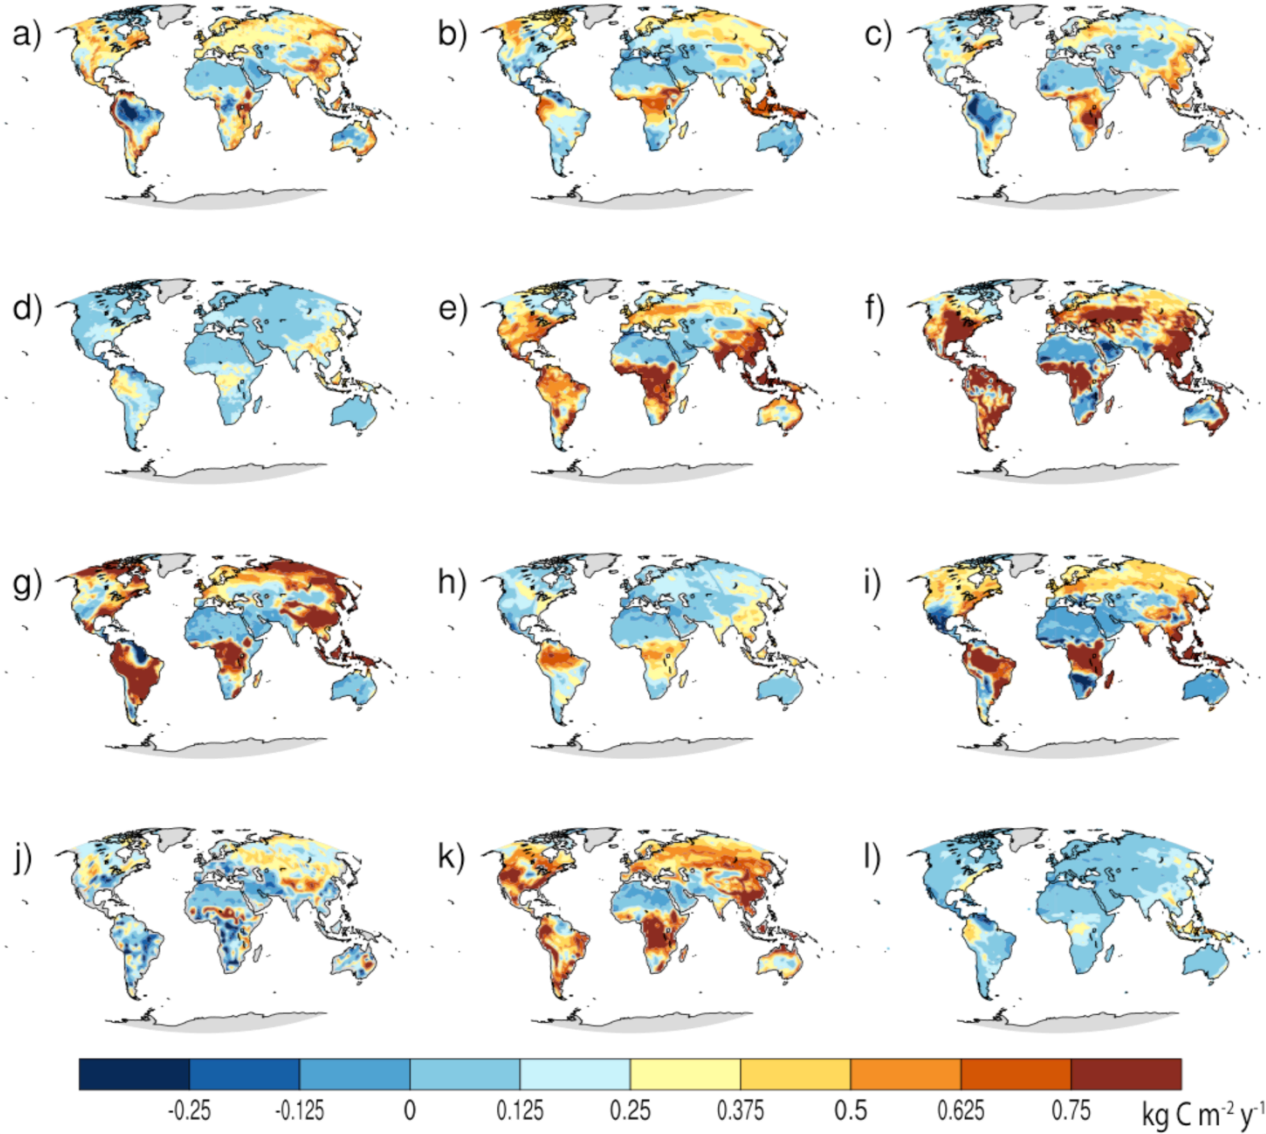 a) b) c)
d) e) f)
g) h) i)
j) k) l)
-0.25 -0.125 0 0.125 0.25 0.375 0.5 0.625 0.75 kg C m⁻² y⁻¹